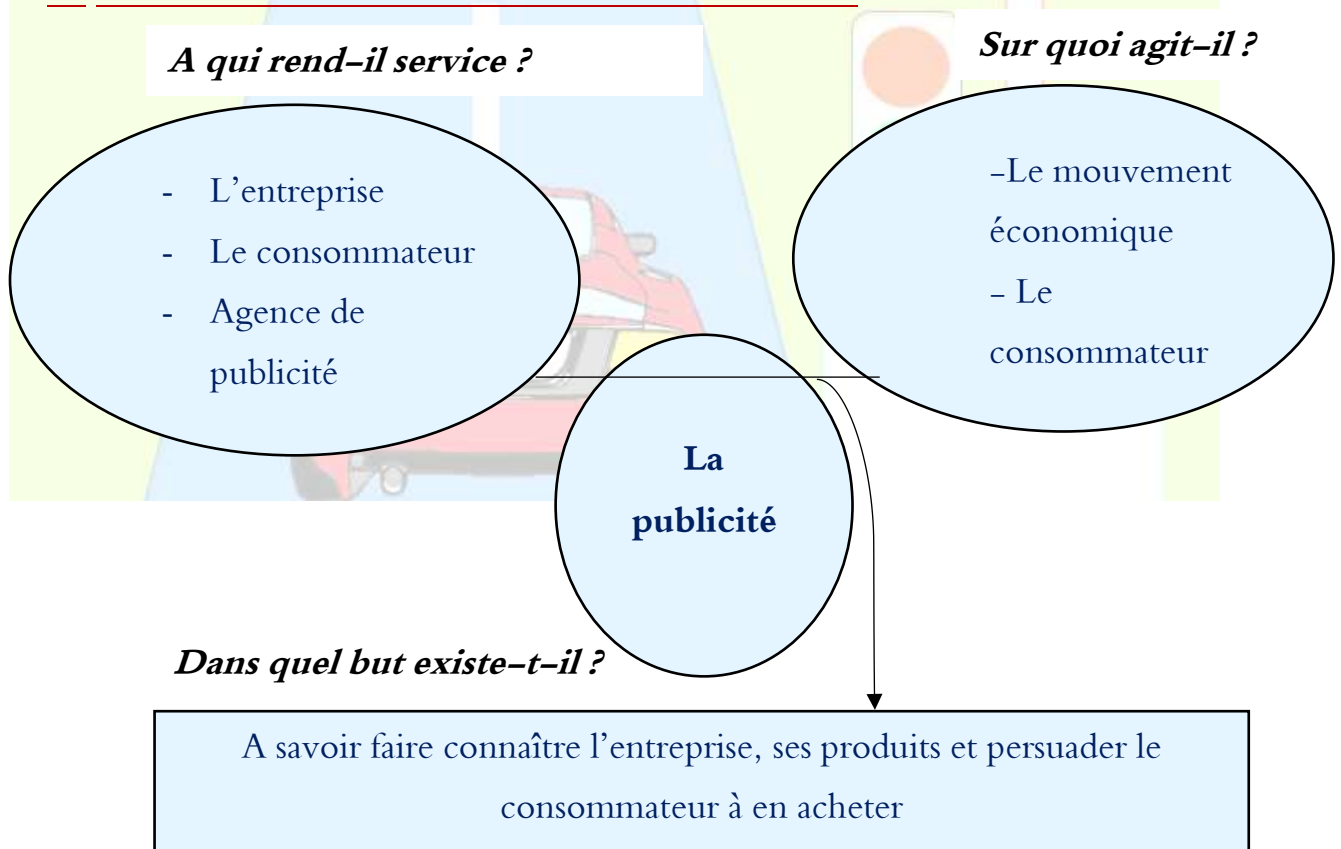 A qui rend-il service ?
Sur quoi agit-il ?
- L'entreprise
- Le consommateur
- Agence de
publicité
-Le mouvement
économique
- Le
consommateur
La
publicité
Dans quel but existe-t-il ?
A savoir faire connaître l'entreprise, ses produits et persuader le
consommateur à en acheter